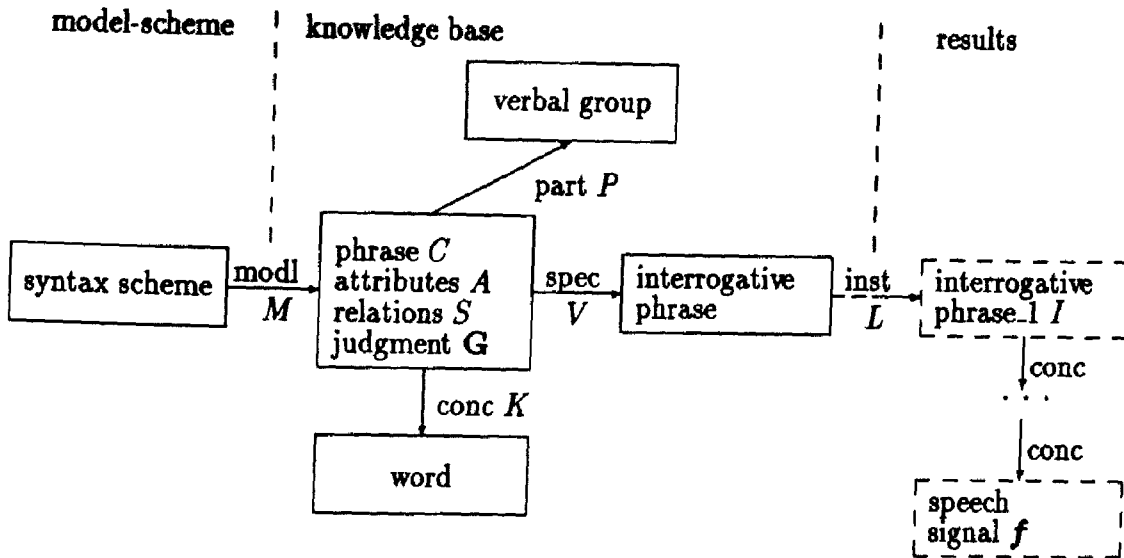 model-scheme
knowledge base
results
verbal group
part P
syntax scheme
modl
M
phrase C
attributes A
relations S
judgment G
spec
V
interrogative
phrase
inst
L
interrogative
phrase_1 I
conc
. . .
conc
speech
signal f
conc K
word